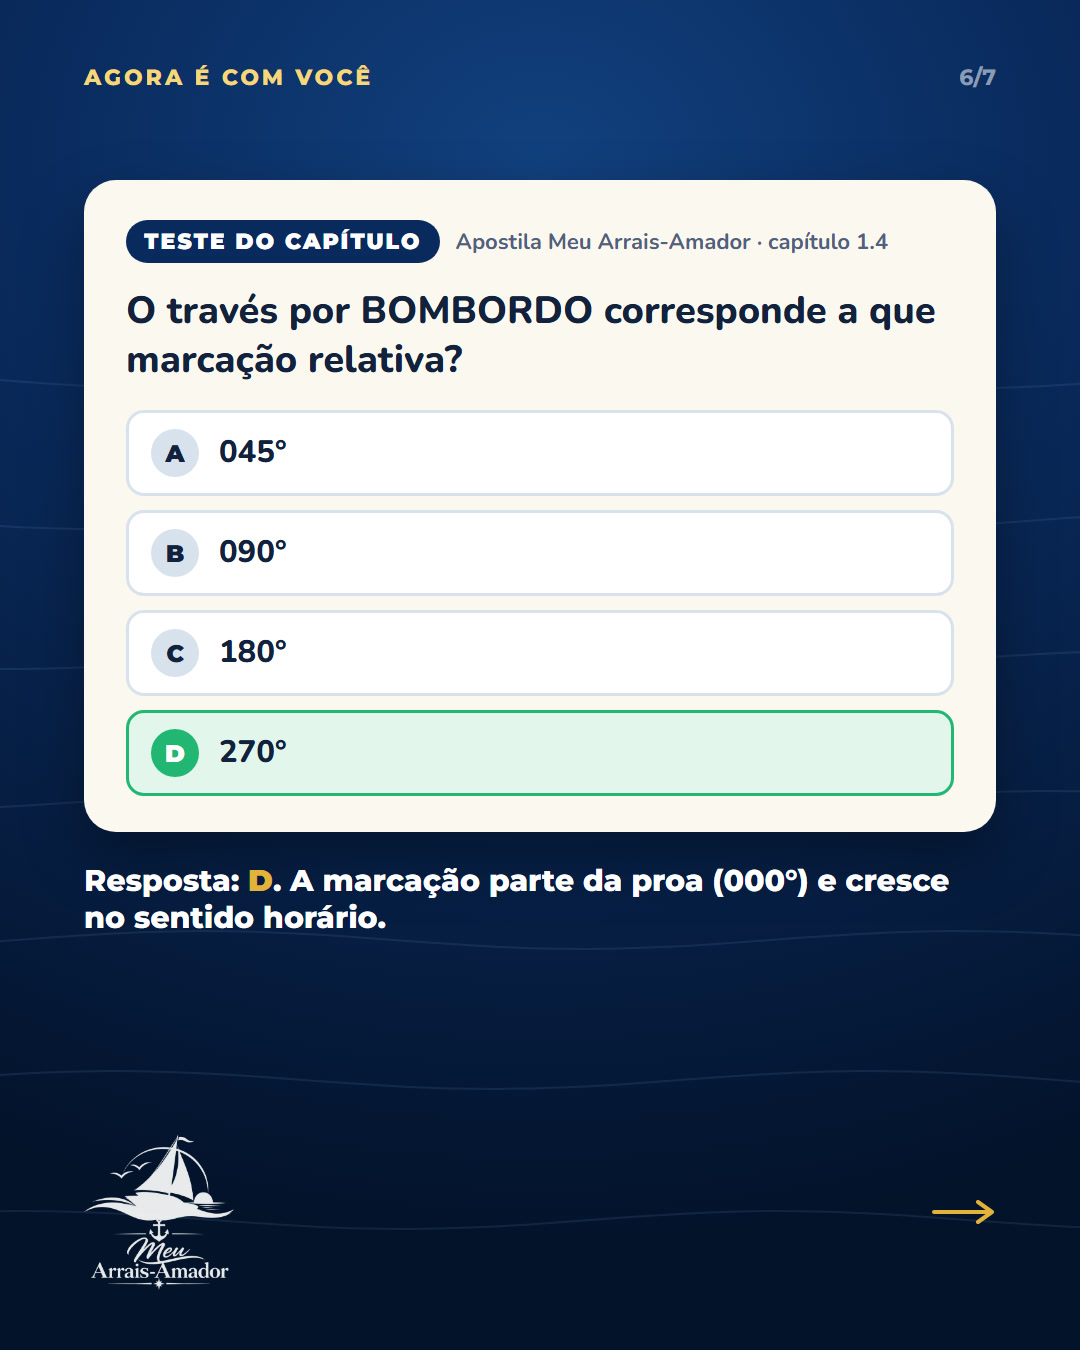 AGORA É COM VOCÊ
6/7
TESTE DO CAPÍTULO
Apostila Meu Arrais-Amador · capítulo 1.4
O través por BOMBORDO corresponde a que
marcação relativa?
A 045°
B 090°
C 180°
D 270°
Resposta: D. A marcação parte da proa (000°) e cresce
no sentido horário.
Meu
Arrais-Amador